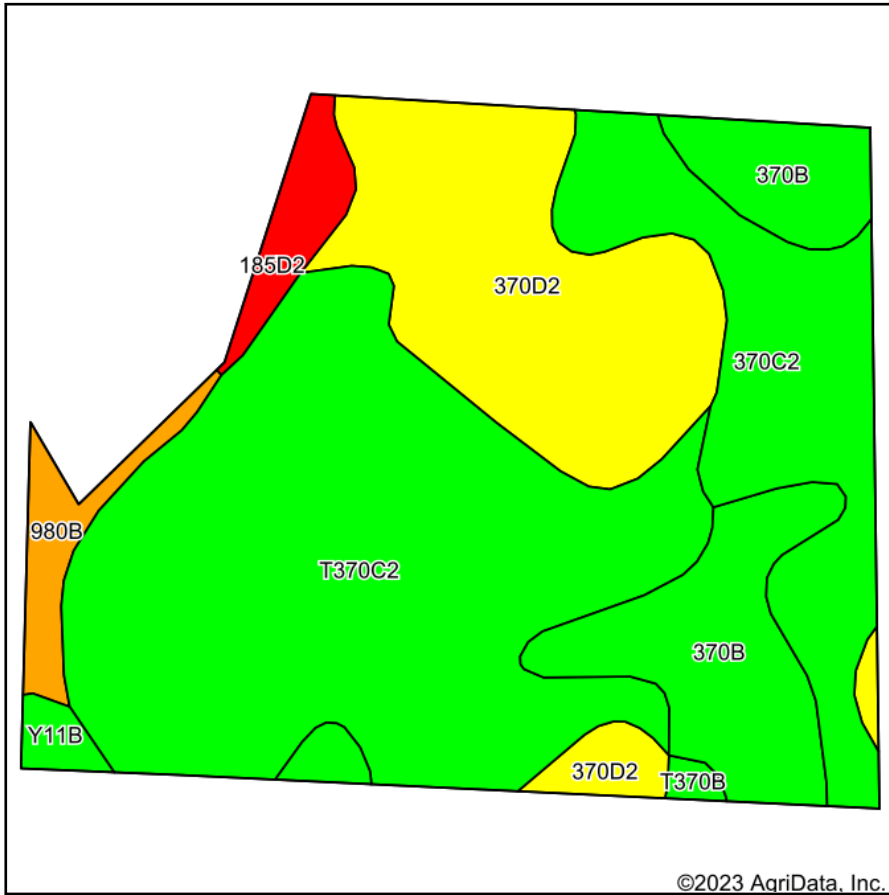 370B
185D2
370D2
370C2
980B
T370C2
370B
Y11B
370D2
T370B
©2023 AgriData, Inc.